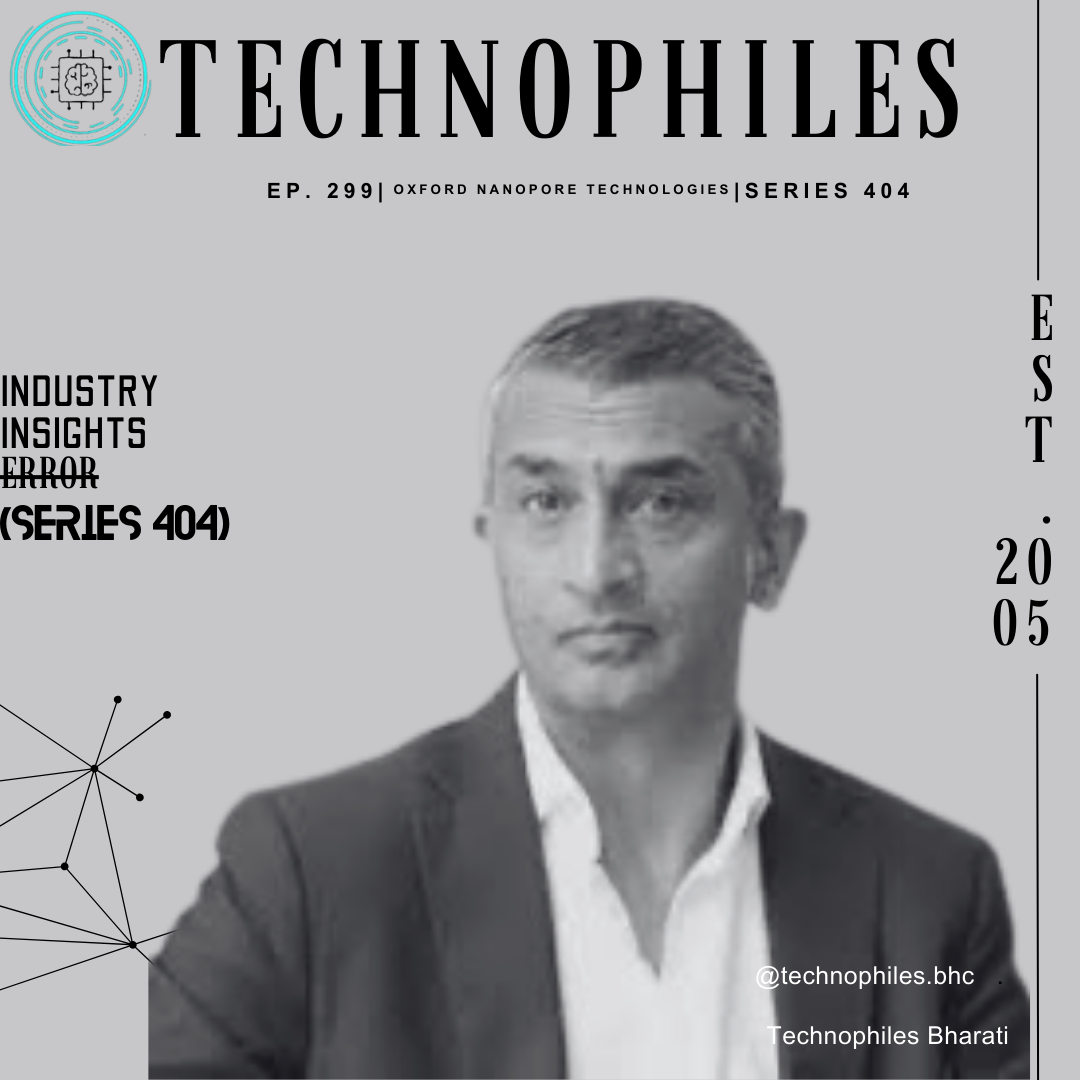 TECHNOPHILES
EP. 299| OXFORD NANOPORE TECHNOLOGIES |SERIES 404
INDUSTRY
INSIGHTS
ERROR
(SERIES 404)
EST.
20
05
@technophiles.bhc
Technophiles Bharati